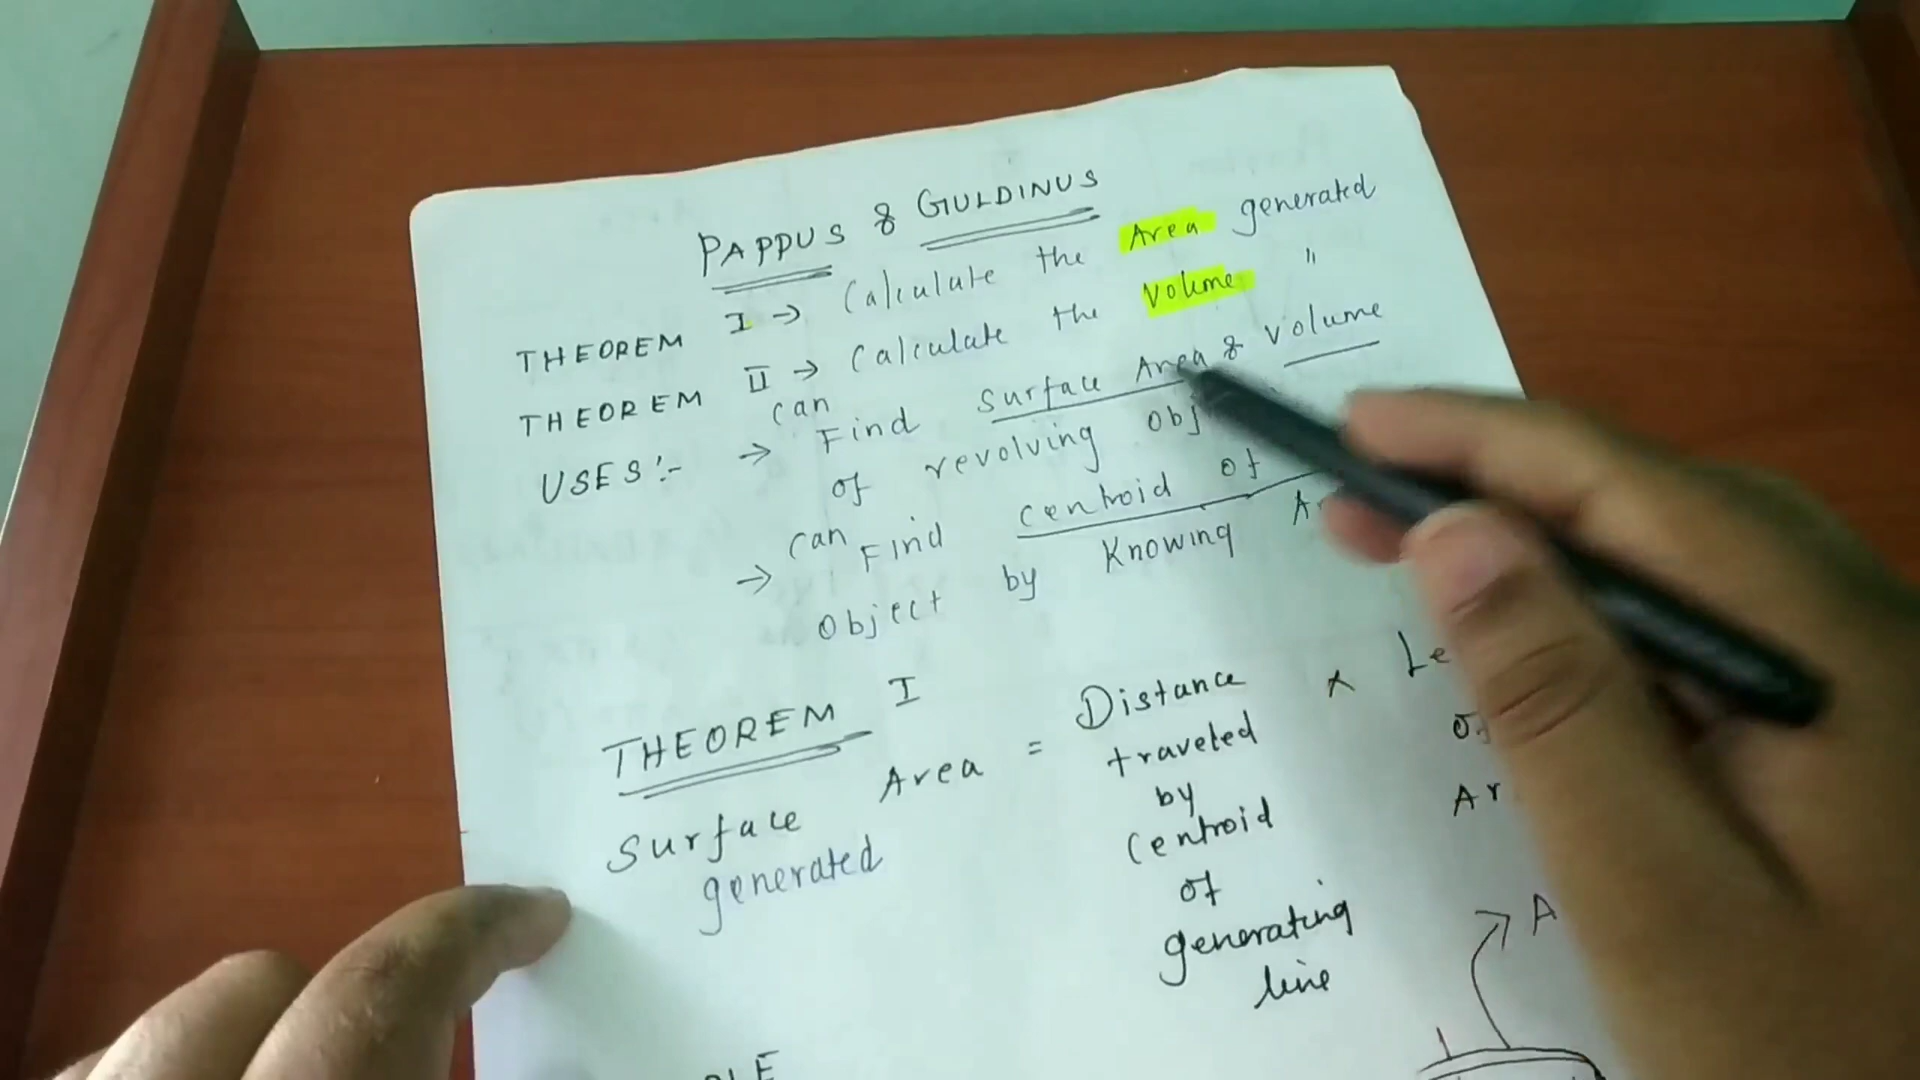 PAPPUS & GULDINUS
THEOREM I → Calculate the Area generated
THEOREM II → Calculate the Volume "
USES :- → can Find Surface Area & Volume
of revolving
→ can Find centroid of
Object by Knowing
THEOREM I
Surface Area generated = Distance traveled by Centroid of generating line ×
A